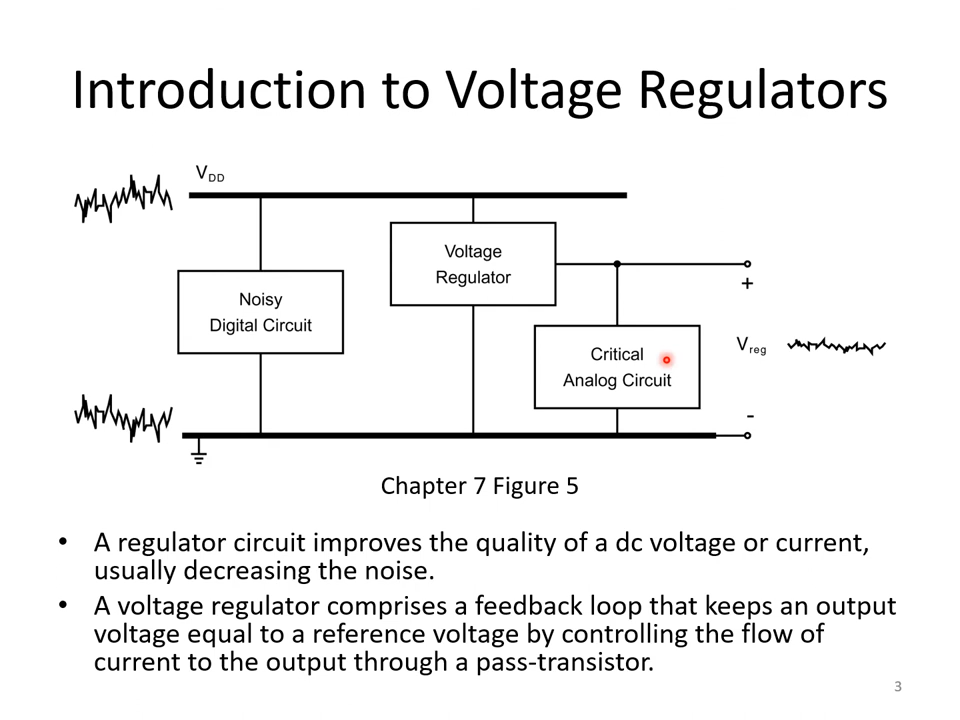 Introduction to Voltage Regulators
VDD
Voltage
Regulator
Noisy
Digital Circuit
+
Critical
Analog Circuit
Vreg
-
Chapter 7 Figure 5
• A regulator circuit improves the quality of a dc voltage or current,
usually decreasing the noise.
• A voltage regulator comprises a feedback loop that keeps an output
voltage equal to a reference voltage by controlling the flow of
current to the output through a pass-transistor.
3